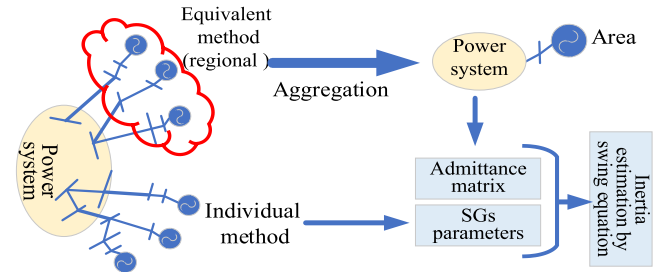 Equivalent
method
(regional )
Aggregation
Power
system
Area
Power
system
Admittance
matrix
SGs
parameters
Individual
method
Inertia
estimation by
swing equation